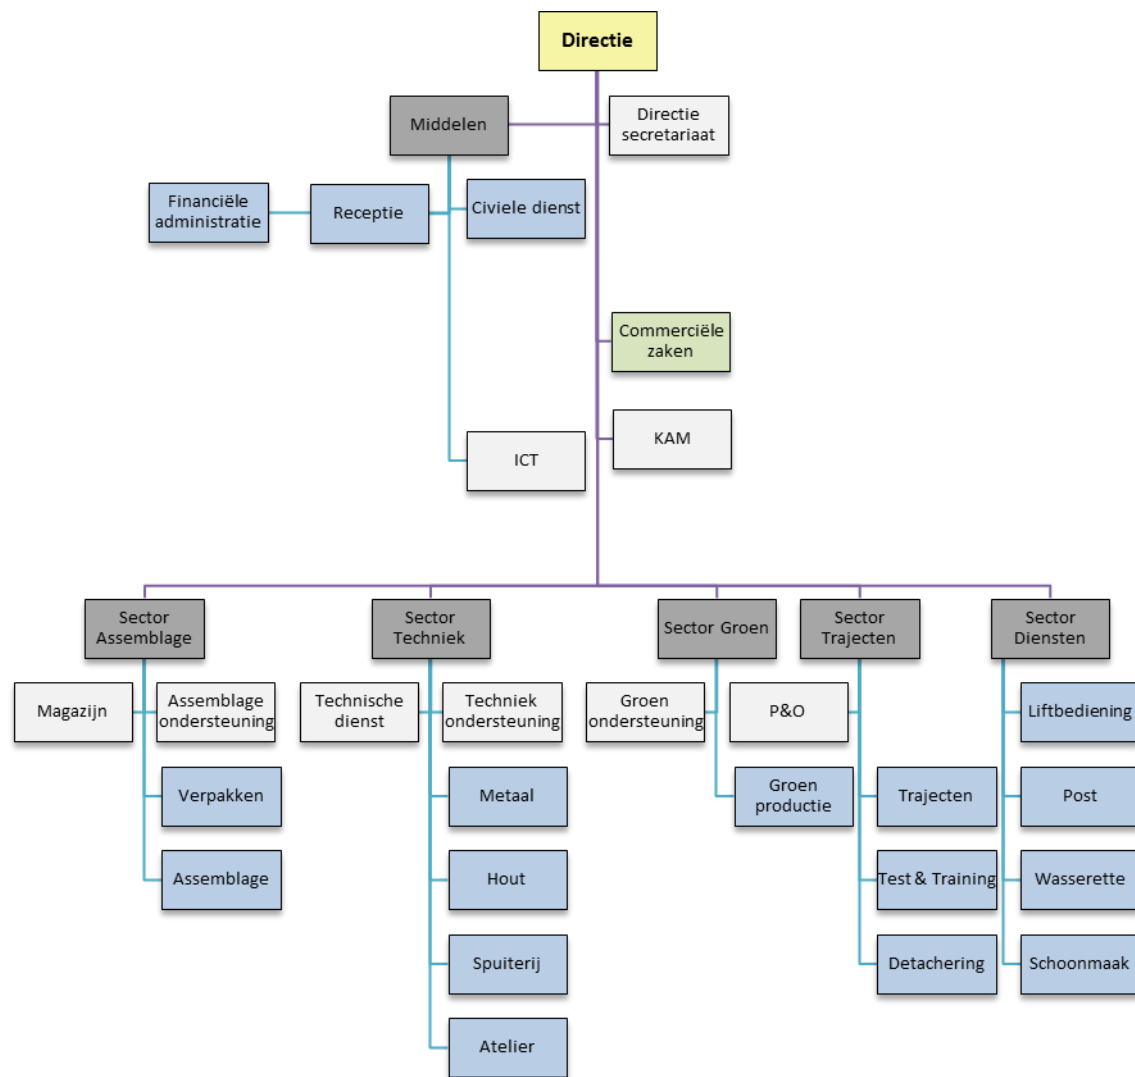 Directie
Middelen
Directie
secretariaat
Financiële
administratie
Receptie
Civiele dienst
Commerciële
zaken
KAM
ICT
Sector
Assemblage
Sector
Techniek
Sector Groen
Sector
Trajecten
Sector
Diensten
Magazijn
Assemblage
ondersteuning
Technische
dienst
Techniek
ondersteuning
Groen
ondersteuning
P&O
Liftbediening
Verpakken
Metaal
Groen
productie
Trajecten
Post
Assemblage
Hout
Test & Training
Wasserette
Spuiterij
Detachering
Schoonmaak
Atelier